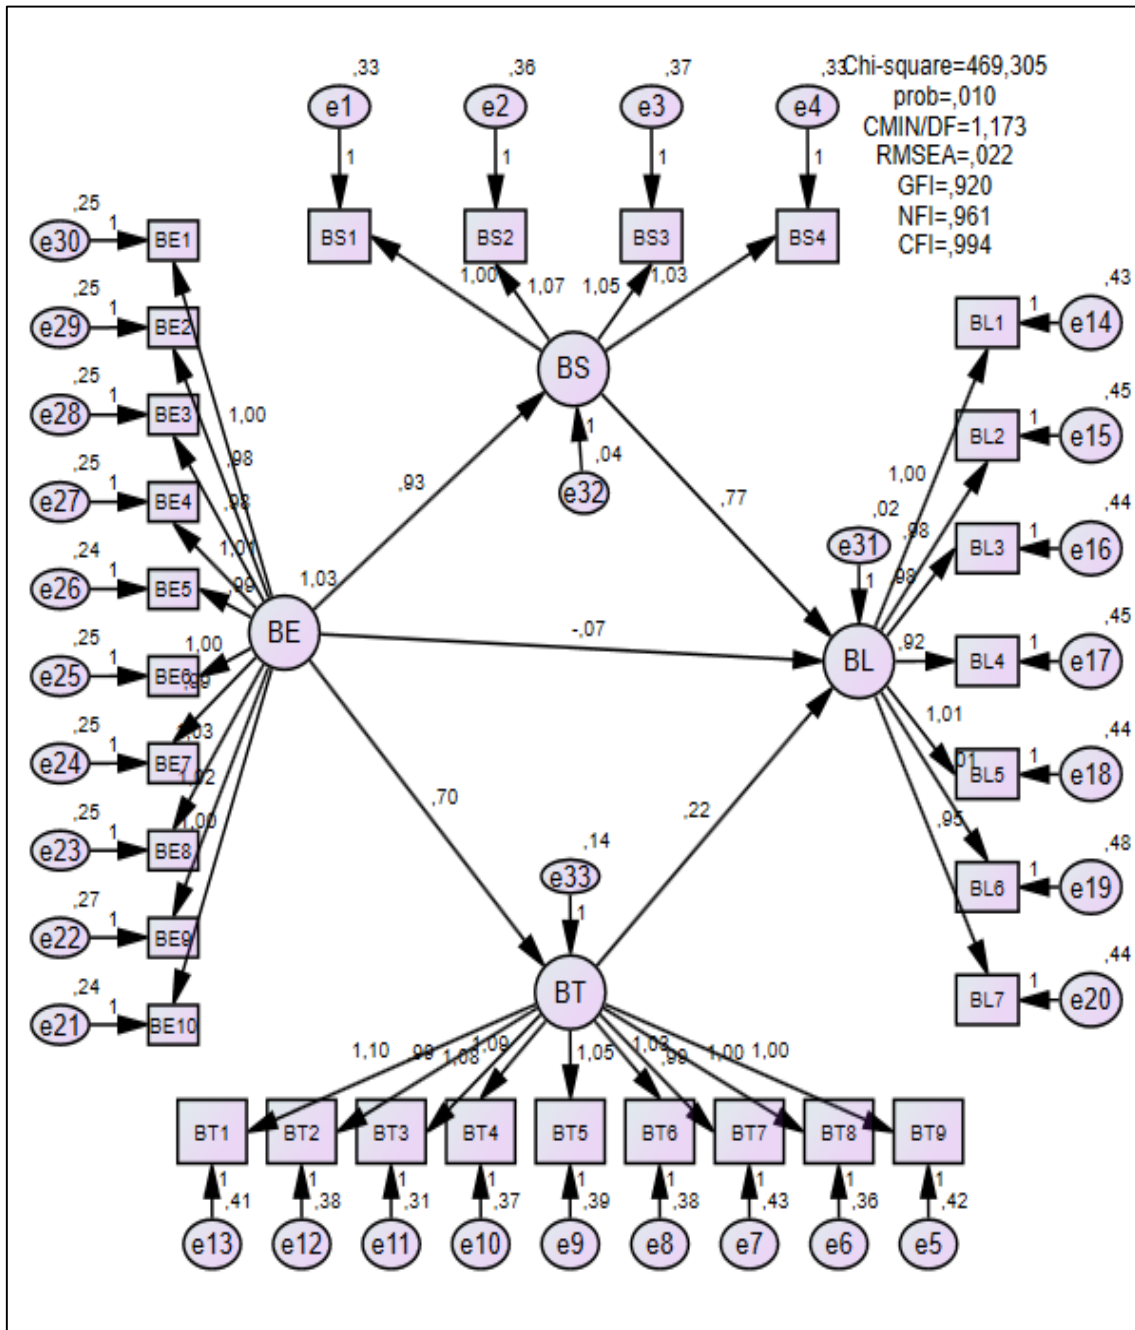 ,33
,36
,37
,33
Chi-square=469,305
prob=,010
CMIN/DF=1,173
RMSEA=,022
GFI=,920
NFI=,961
CFI=,994
e1
e2
e3
e4
1
1
1
1
BS1
BS2
BS3
BS4
1,00
1,07
1,05
1,03
BS
1
,04
e32
,25
e30
1
BE1
,25
e29
1
BE2
,25
e28
1
BE3
,25
e27
1
BE4
,24
e26
1
BE5
,25
e25
1
BE6
,25
e24
1
BE7
,25
e23
1
BE8
,27
e22
1
BE9
,24
e21
1
BE10
1,00
,98
,98
1,01
,99
1,00
,99
1,03
1,02
1,00
1,03
BE
,93
-,07
,70
,77
,22
,02
e31
1
BL
,43
BL1
1
e14
,45
BL2
1
e15
,44
BL3
1
e16
,45
BL4
1
e17
,44
BL5
1
e18
,48
BL6
1
e19
,44
BL7
1
e20
1,00
,98
,98
,92
1,01
,95
,14
e33
1
BT
1,10
,99
1,08
1,09
1,05
1,03
,99
1,00
1,00
BT1
BT2
BT3
BT4
BT5
BT6
BT7
BT8
BT9
1
1
1
1
1
1
1
1
1
,41
,38
,31
,37
,39
,38
,43
,36
,42
e13
e12
e11
e10
e9
e8
e7
e6
e5